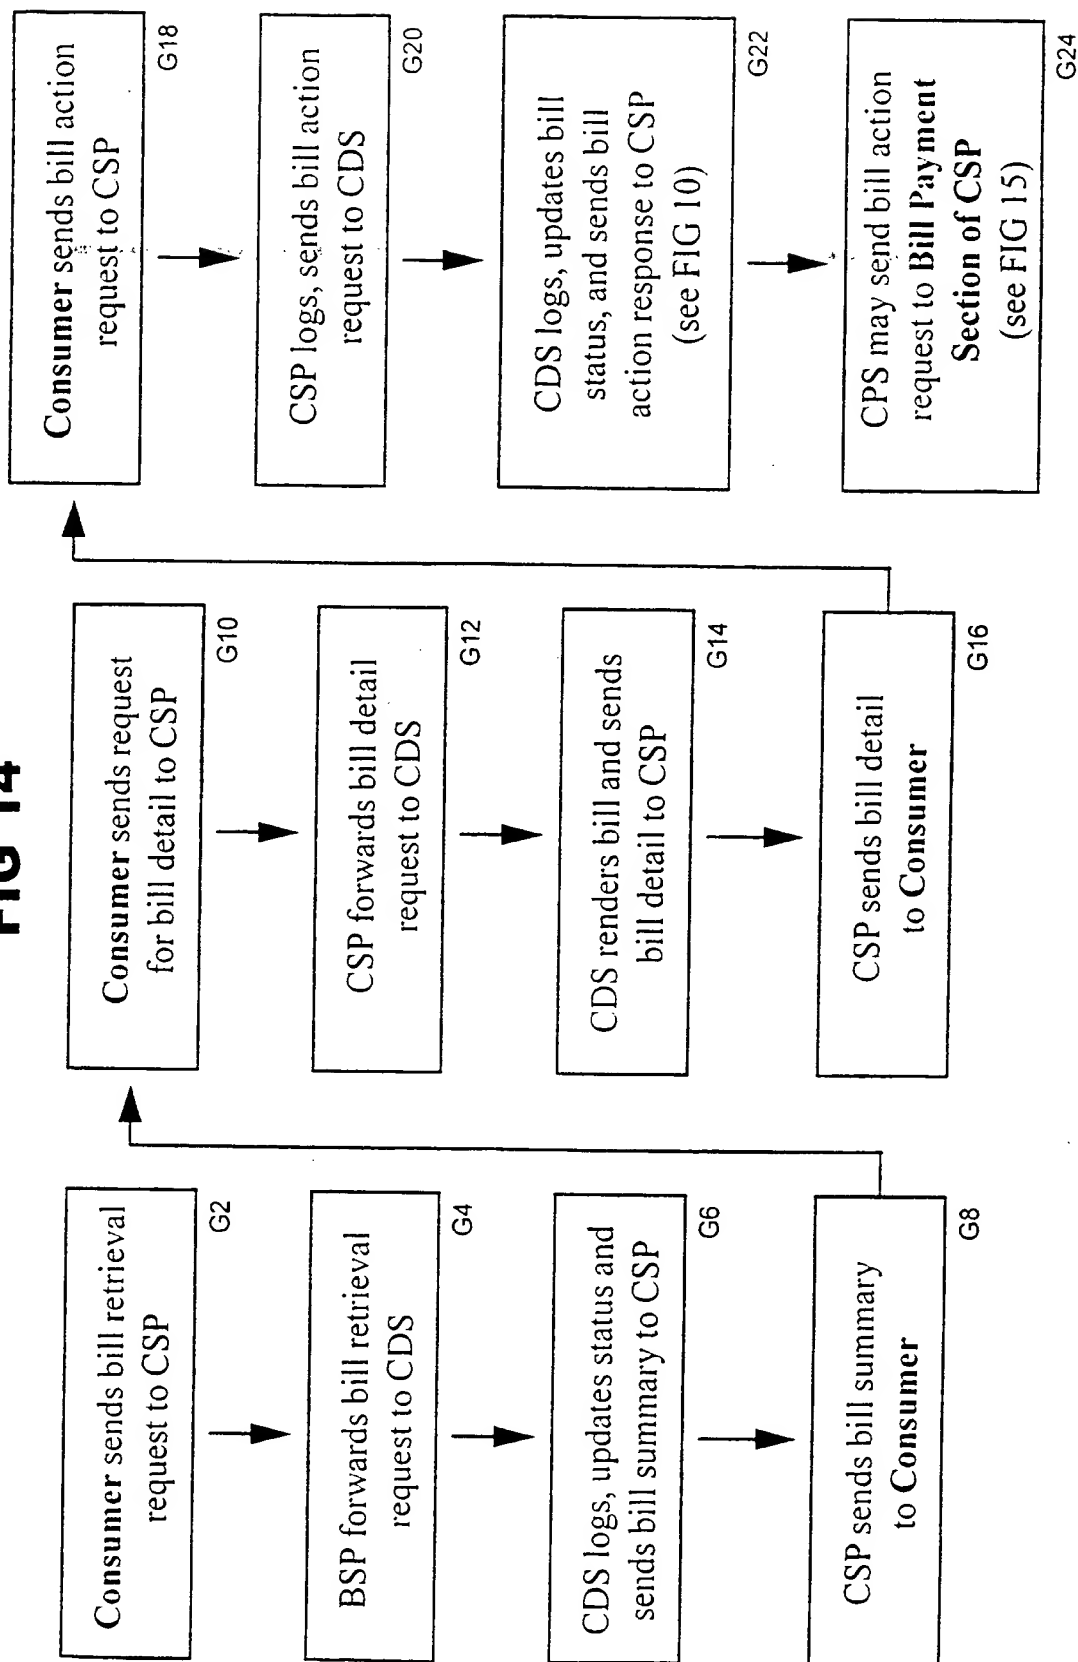 FIG 14
Consumer sends bill retrieval
request to CSP
G2
BSP forwards bill retrieval
request to CDS
G4
CDS logs, updates status and
sends bill summary to CSP
G6
CSP sends bill summary
to Consumer
G8
Consumer sends request
for bill detail to CSP
G10
CSP forwards bill detail
request to CDS
G12
CDS renders bill and sends
bill detail to CSP
G14
CSP sends bill detail
to Consumer
G16
Consumer sends bill action
request to CSP
G18
CSP logs, sends bill action
request to CDS
G20
CDS logs, updates bill
status, and sends bill
action response to CSP
(see FIG 10)
G22
CPS may send bill action
request to Bill Payment
Section of CSP
(see FIG 15)
G24